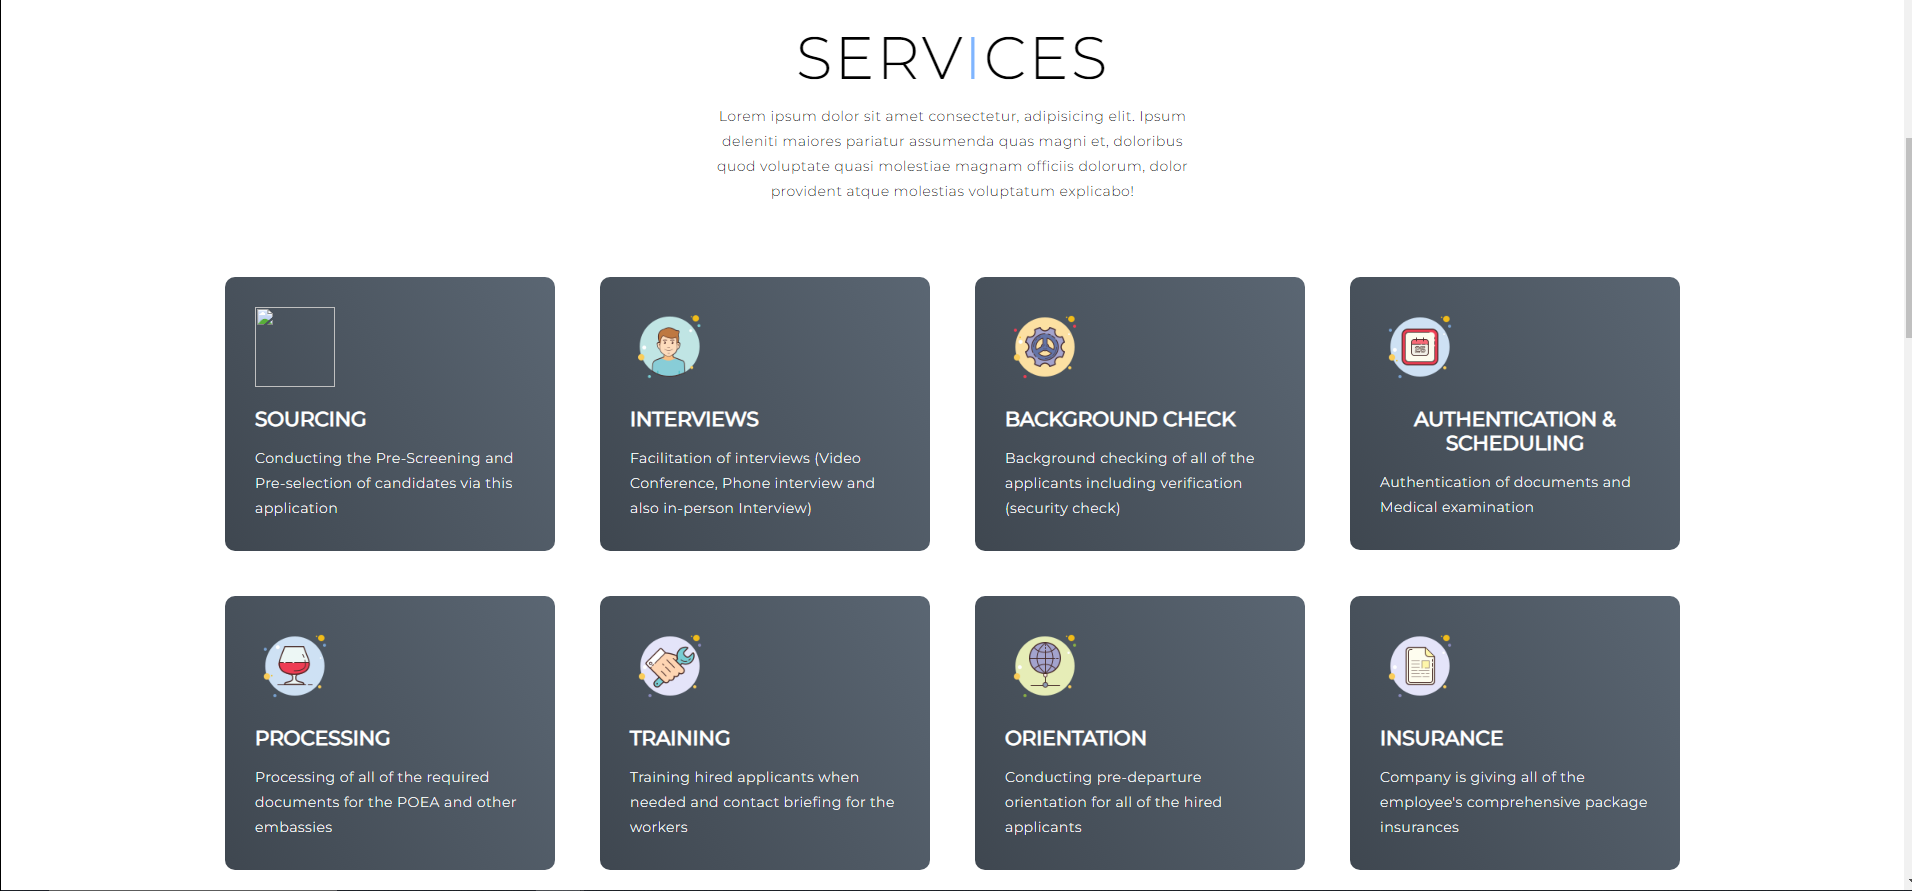 SERVICES
Lorem ipsum dolor sit amet consectetur, adipisicing elit. Ipsum
deleniti maiores pariatur assumenda quas magni et, doloribus
quod voluptate quasi molestiae magnam officiis dolorum, dolor
provident atque molestias voluptatum explicabo!
SOURCING
Conducting the Pre-Screening and
Pre-selection of candidates via this
application
INTERVIEWS
Facilitation of interviews (Video
Conference, Phone interview and
also in-person Interview)
BACKGROUND CHECK
Background checking of all of the
applicants including verification
(security check)
AUTHENTICATION &
SCHEDULING
Authentication of documents and
Medical examination
PROCESSING
Processing of all of the required
documents for the POEA and other
embassies
TRAINING
Training hired applicants when
needed and contact briefing for the
workers
ORIENTATION
Conducting pre-departure
orientation for all of the hired
applicants
INSURANCE
Company is giving all of the
employee's comprehensive package
insurances